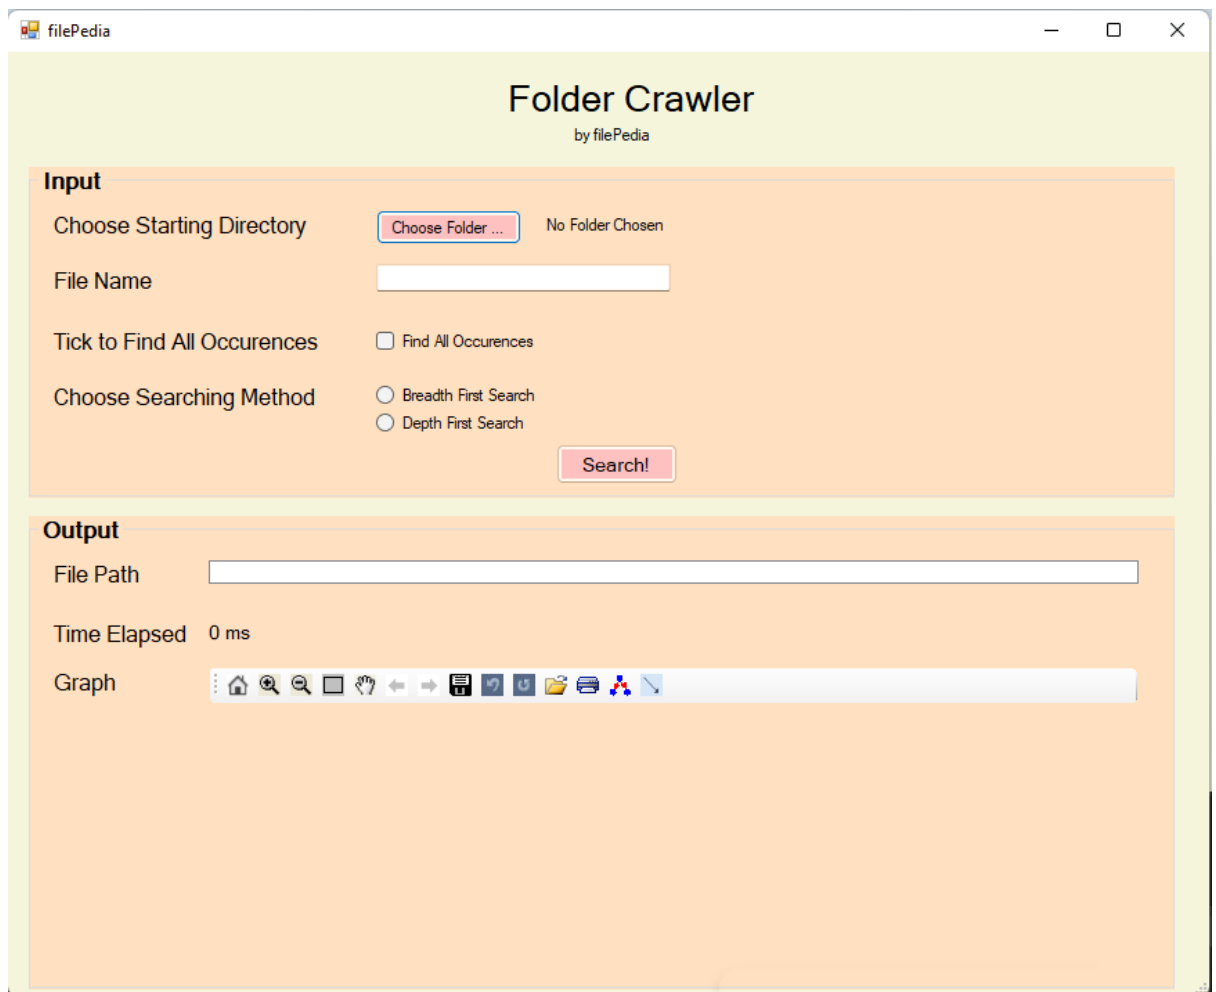 filePedia
Folder Crawler
by filePedia
Input
Choose Starting Directory Choose Folder ... No Folder Chosen
File Name
Tick to Find All Occurences Find All Occurences
Choose Searching Method Breadth First Search
Depth First Search
Search!
Output
File Path
Time Elapsed 0 ms
Graph